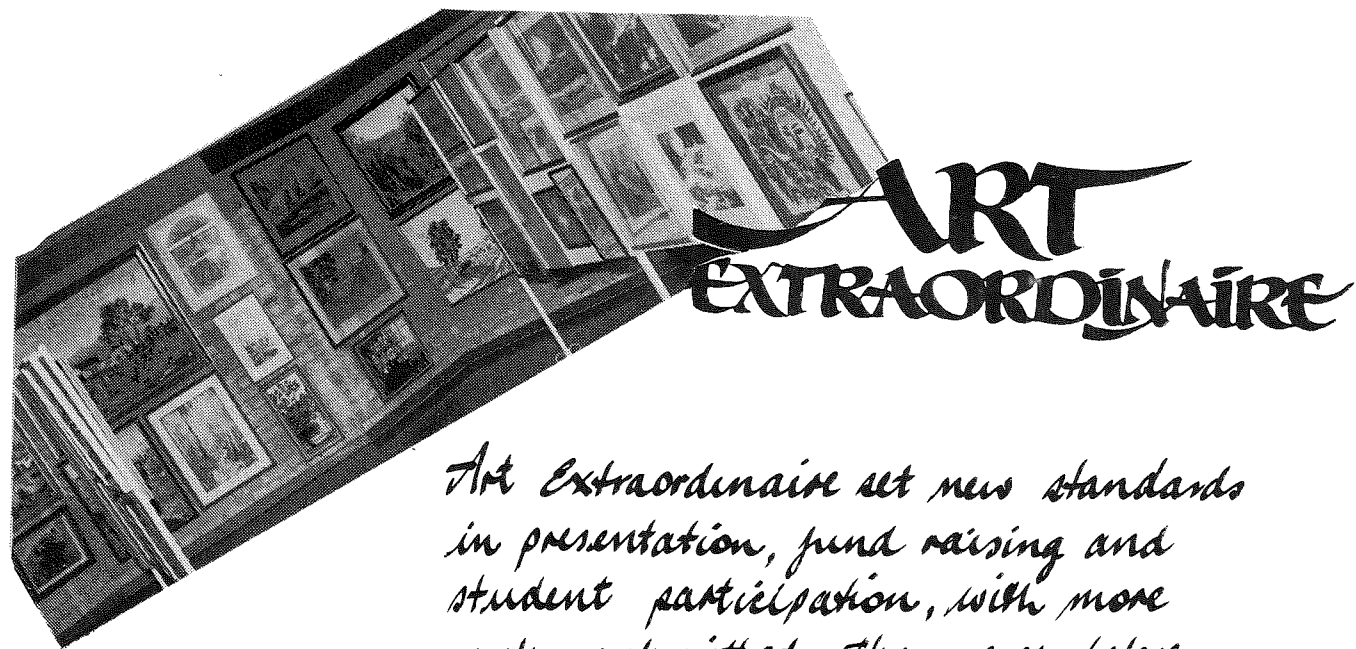 ART
EXTRAORDINAIRE
Art Extraordinaire set new standards
in presentation, fund raising and
student participation, with more